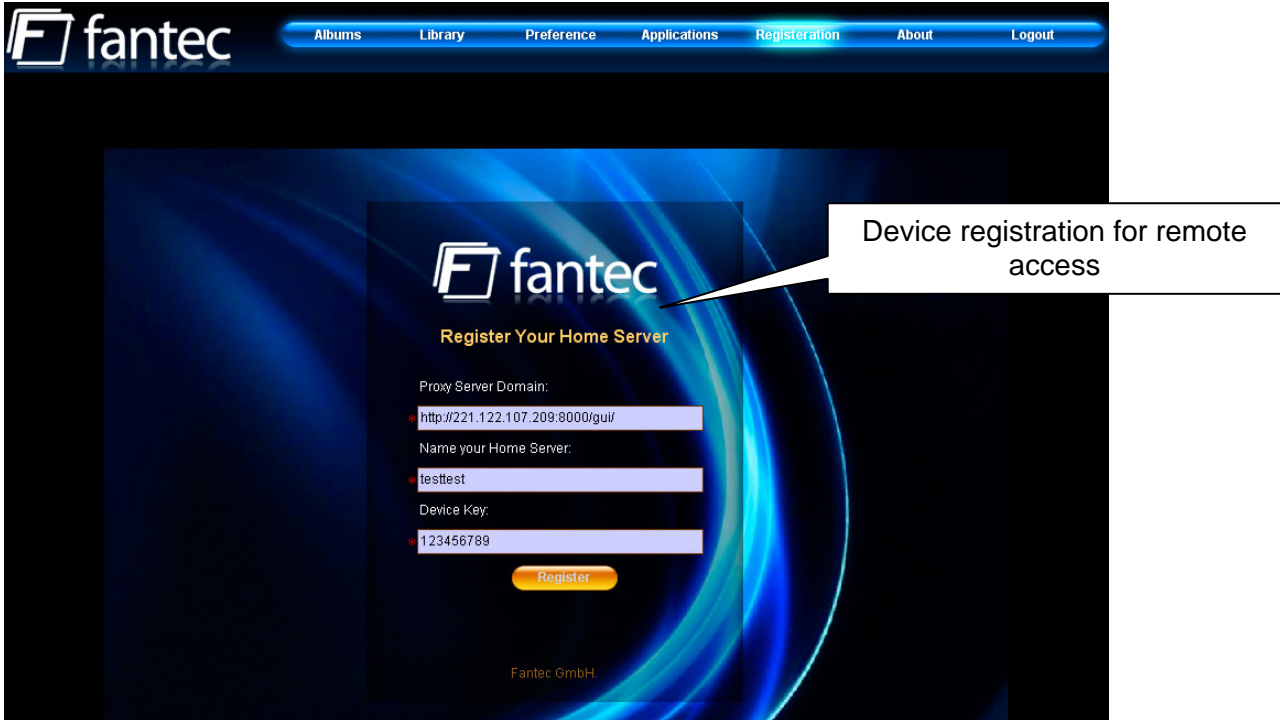 fantec
Albums Library Preference Applications Registeration About Logout
Device registration for remote
access
fantec
Register Your Home Server
Proxy Server Domain:
* http://221.122.107.209:8000/gui/
Name your Home Server:
* testtest
Device Key:
* 123456789
Register
Fantec GmbH.